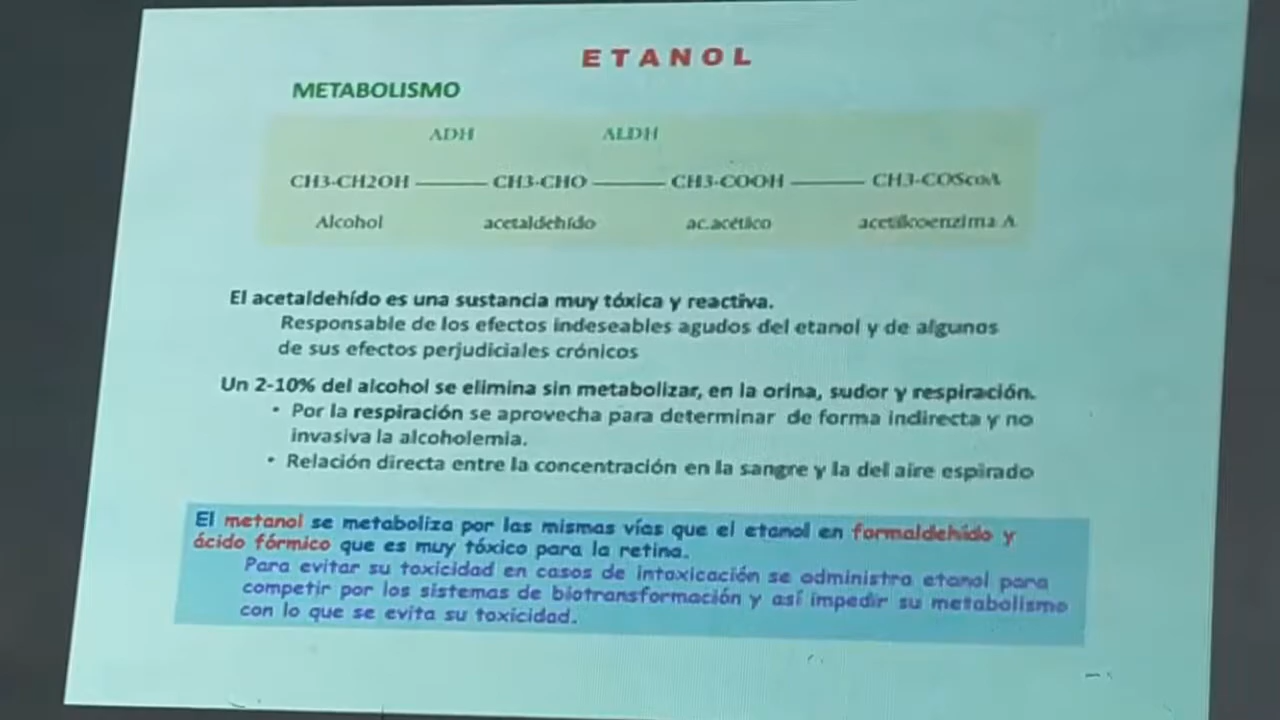 ETANOL
METABOLISMO
ADH ALDH
CH3-CH2OH CH3-CHO CH3-COOH CH3-COScoA
Alcohol acetaldehído ac.acético acetilcoenzima A
El acetaldehído es una sustancia muy tóxica y reactiva.
Responsable de los efectos indeseables agudos del etanol y de algunos
de sus efectos perjudiciales crónicos
Un 2-10% del alcohol se elimina sin metabolizar, en la orina, sudor y respiración.
• Por la respiración se aprovecha para determinar de forma indirecta y no
invasiva la alcoholemia.
• Relación directa entre la concentración en la sangre y la del aire espirado
El metanol se metaboliza por las mismas vías que el etanol en formaldehído y
ácido fórmico que es muy tóxico para la retina.
Para evitar su toxicidad en casos de intoxicación se administra etanol para
competir por los sistemas de biotransformación y así impedir su metabolismo
con lo que se evita su toxicidad.